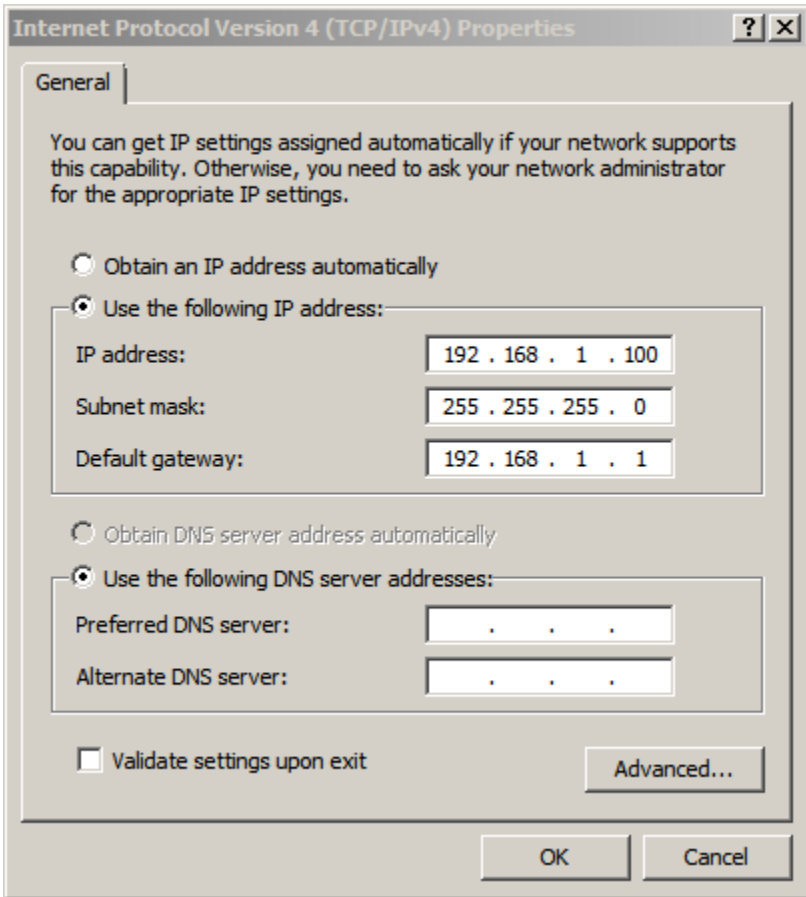 Internet Protocol Version 4 (TCP/IPv4) Properties
General
You can get IP settings assigned automatically if your network supports
this capability. Otherwise, you need to ask your network administrator
for the appropriate IP settings.
Obtain an IP address automatically
Use the following IP address:
IP address: 192 . 168 . 1 . 100
Subnet mask: 255 . 255 . 255 . 0
Default gateway: 192 . 168 . 1 . 1
Obtain DNS server address automatically
Use the following DNS server addresses:
Preferred DNS server: . . .
Alternate DNS server: . . .
Validate settings upon exit
Advanced...
OK Cancel